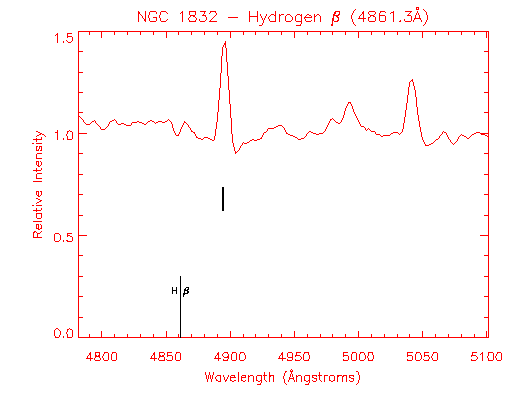 NGC 1832 – Hydrogen β (4861.3Å)
1.5
1.0
Relative Intensity
0.5
H β
0.0
4800 4850 4900 4950 5000 5050 5100
Wavelength (Ångstroms)